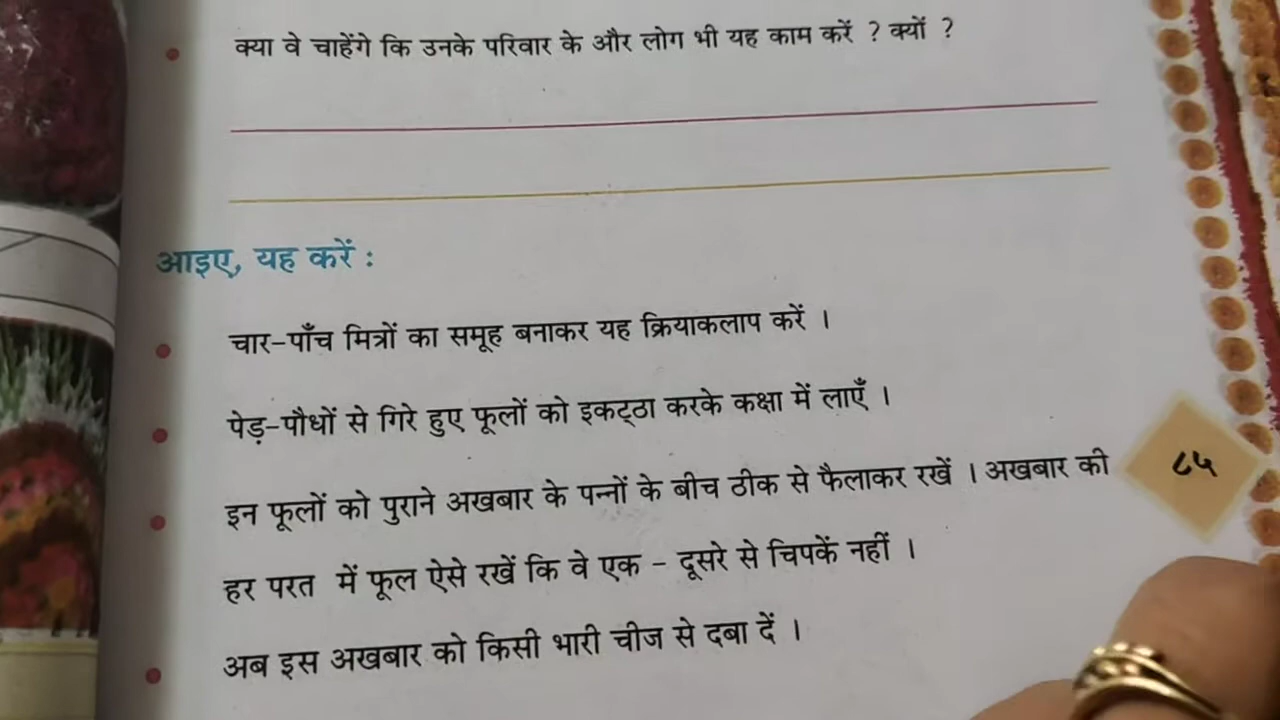 क्या वे चाहेंगे कि उनके परिवार के और लोग भी यह काम करें ? क्यों ?
आइए, यह करें :
चार-पाँच मित्रों का समूह बनाकर यह क्रियाकलाप करें ।
पेड़-पौधों से गिरे हुए फूलों को इकट्ठा करके कक्षा में लाएँ ।
इन फूलों को पुराने अखबार के पन्नों के बीच ठीक से फैलाकर रखें । अखबार की
हर परत में फूल ऐसे रखें कि वे एक - दूसरे से चिपकें नहीं ।
अब इस अखबार को किसी भारी चीज से दबा दें ।
८५